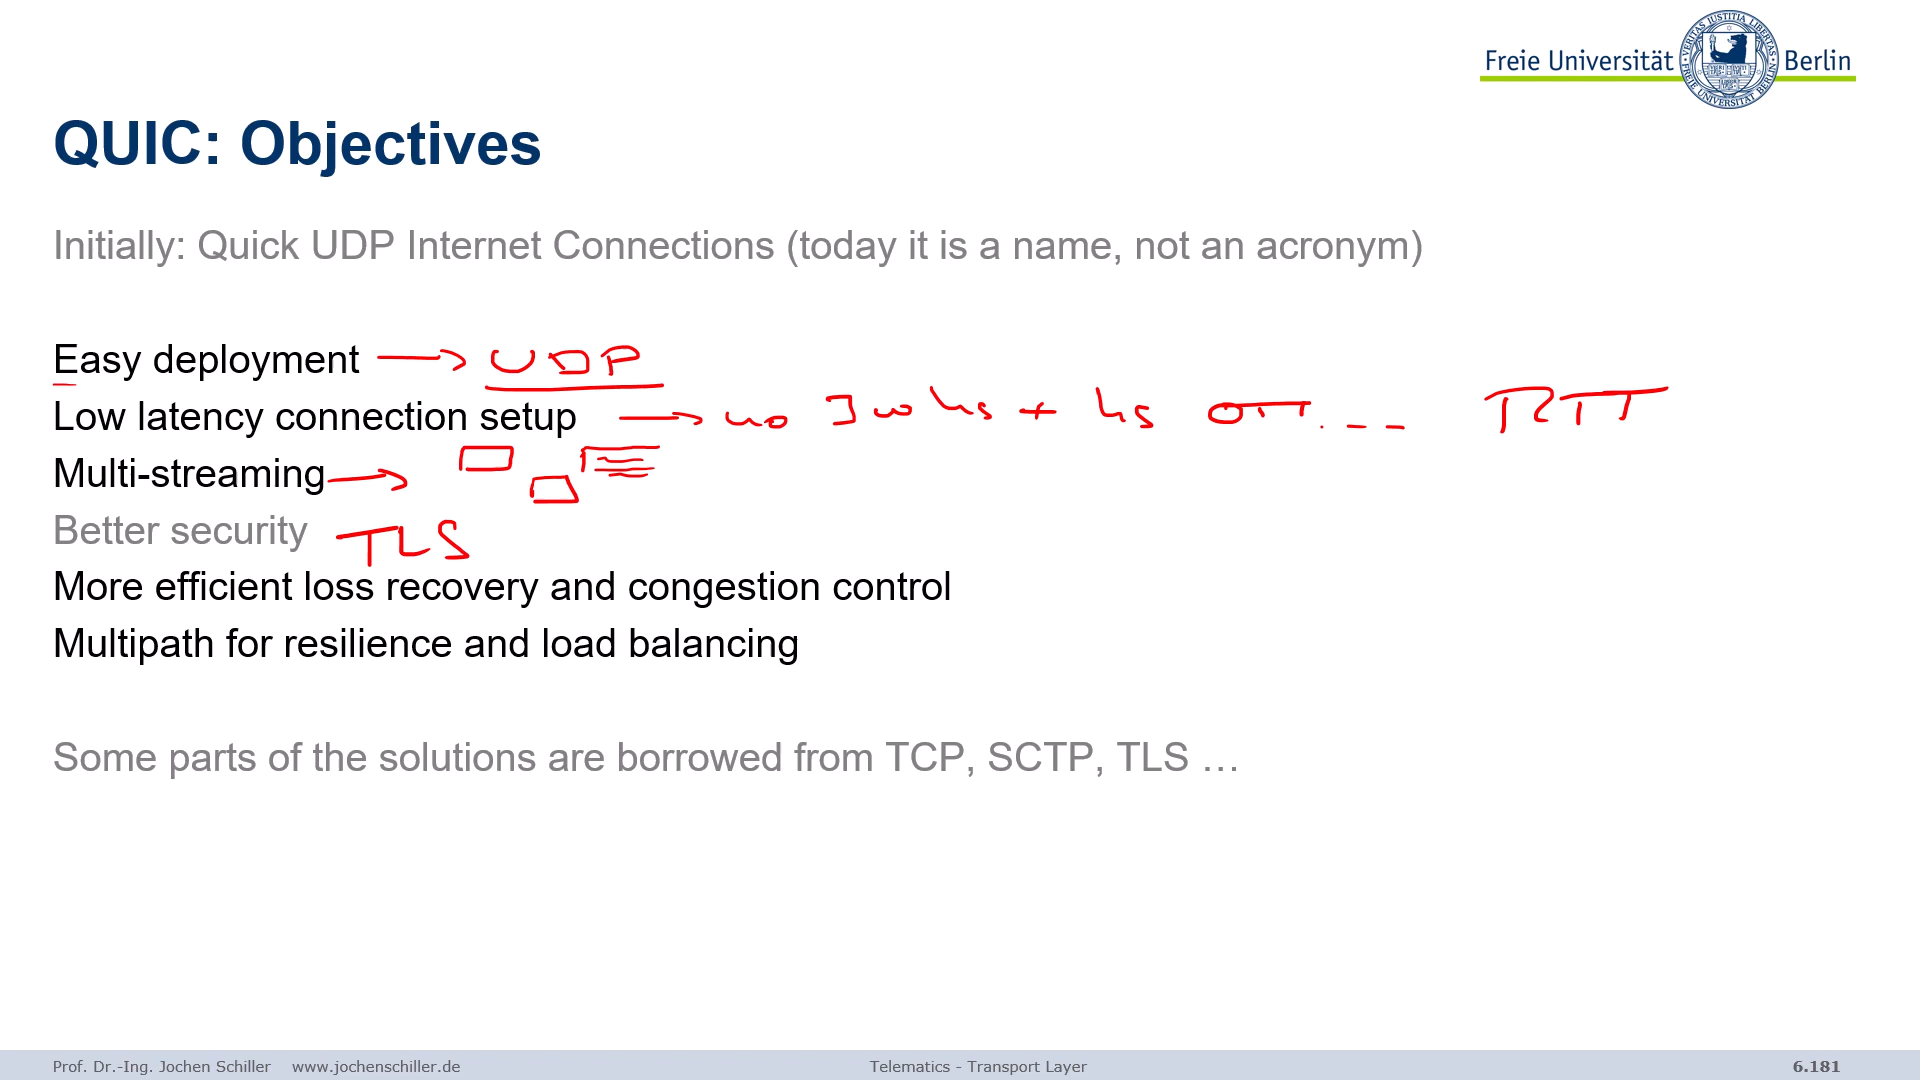 Freie Universität Berlin
QUIC: Objectives
Initially: Quick UDP Internet Connections (today it is a name, not an acronym)
Easy deployment → UDP
Low latency connection setup → no 3 w hs + hs RTT
Multi-streaming →
Better security TLS
More efficient loss recovery and congestion control
Multipath for resilience and load balancing
Some parts of the solutions are borrowed from TCP, SCTP, TLS …
Prof. Dr.-Ing. Jochen Schiller www.jochenschiller.de Telematics - Transport Layer 6.181